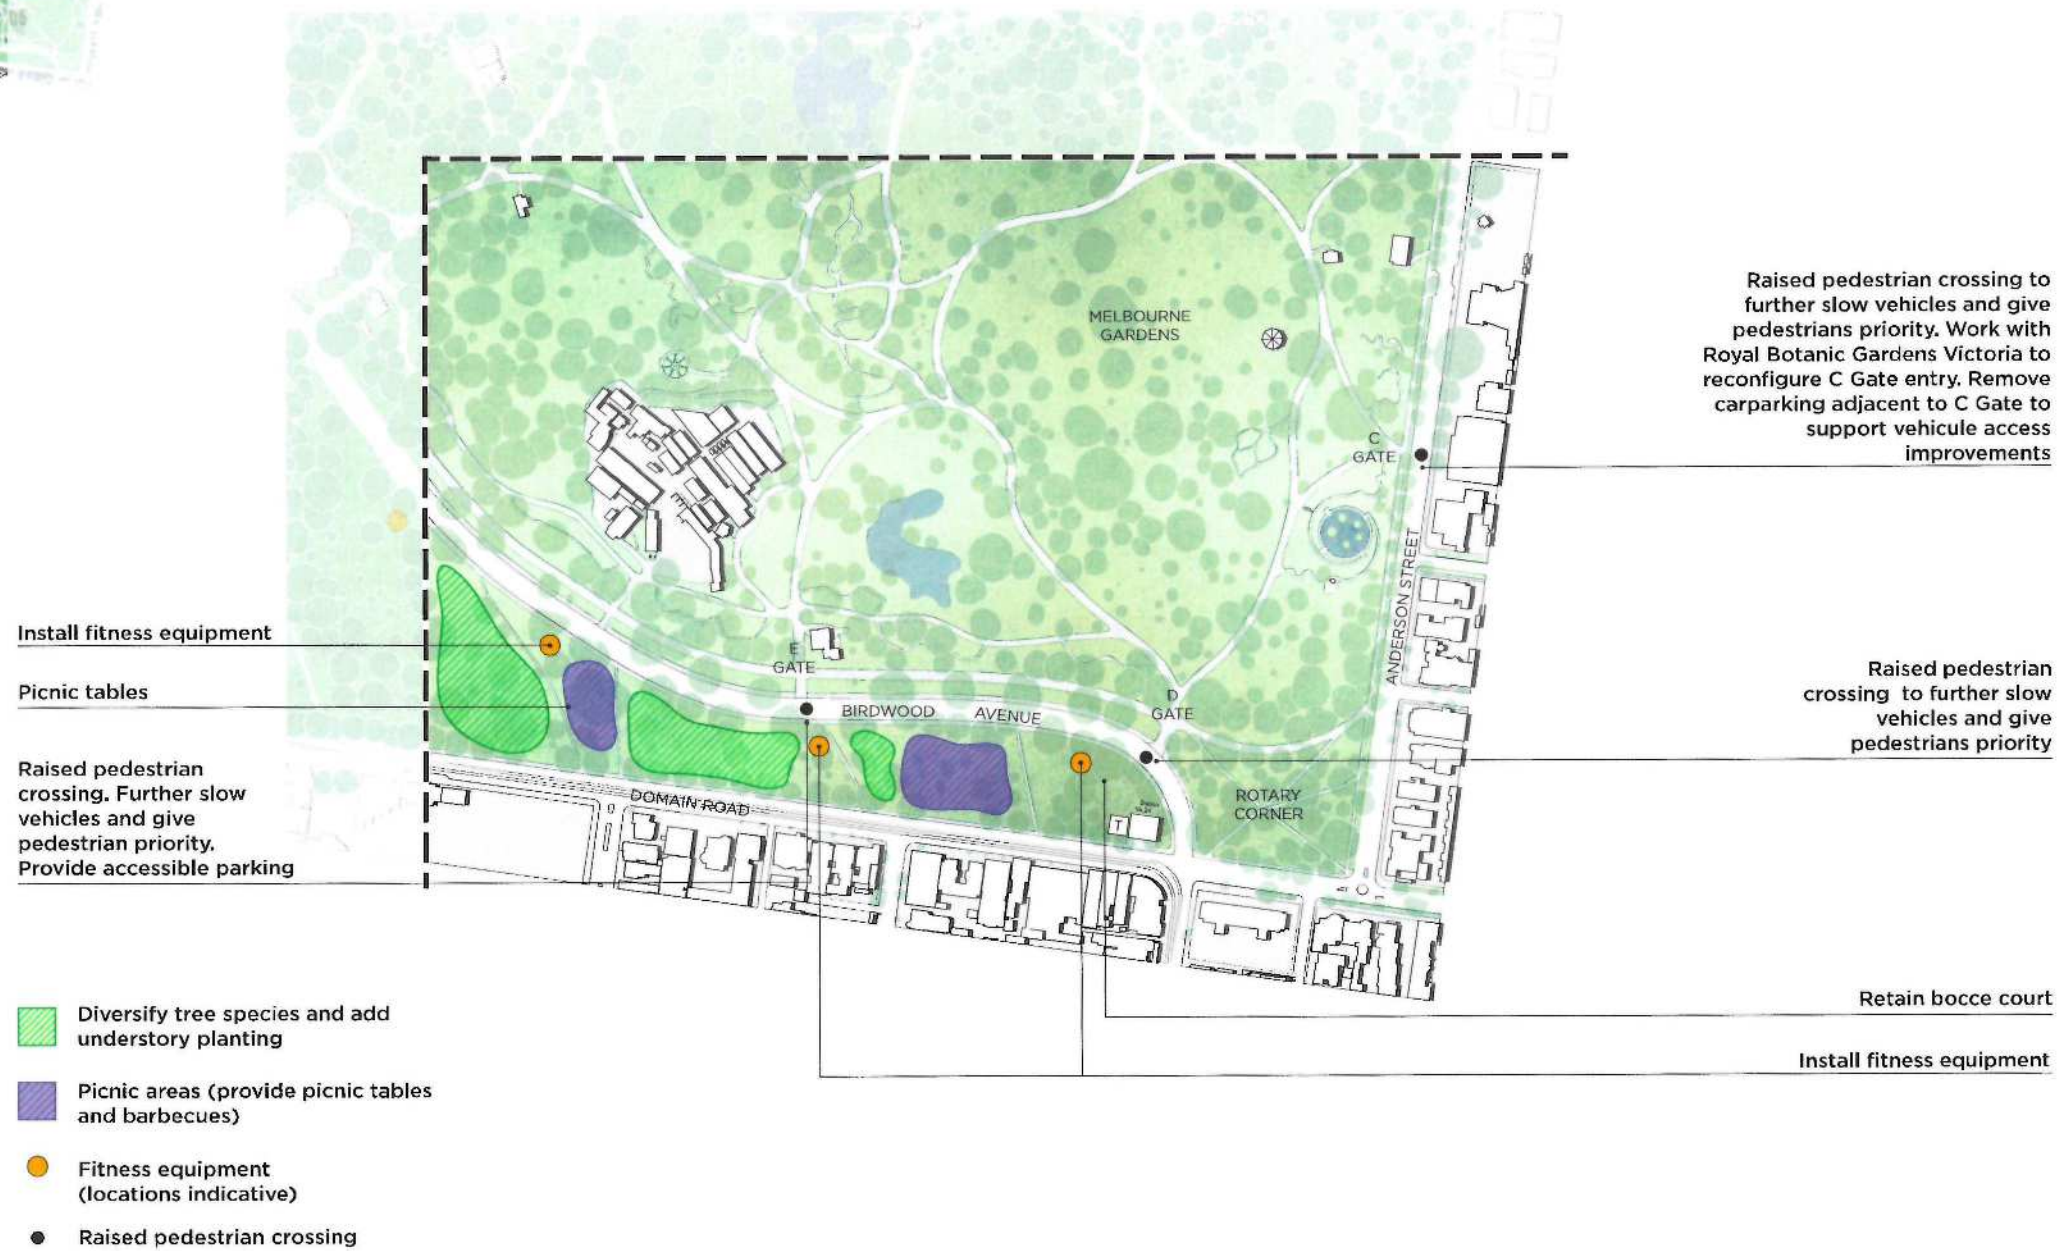 MELBOURNE
GARDENS
Raised pedestrian crossing to
further slow vehicles and give
pedestrians priority. Work with
Royal Botanic Gardens Victoria to
reconfigure C Gate entry. Remove
carparking adjacent to C Gate to
support vehicule access
improvements
C
GATE
ANDERSON STREET
Install fitness equipment
Picnic tables
Raised pedestrian
crossing. Further slow
vehicles and give
pedestrian priority.
Provide accessible parking
E
GATE
BIRDWOOD AVENUE
D
GATE
Raised pedestrian
crossing to further slow
vehicles and give
pedestrians priority
DOMAIN ROAD
T
ROTARY
CORNER
Retain bocce court
Install fitness equipment
Diversify tree species and add
understory planting
Picnic areas (provide picnic tables
and barbecues)
Fitness equipment
(locations indicative)
Raised pedestrian crossing